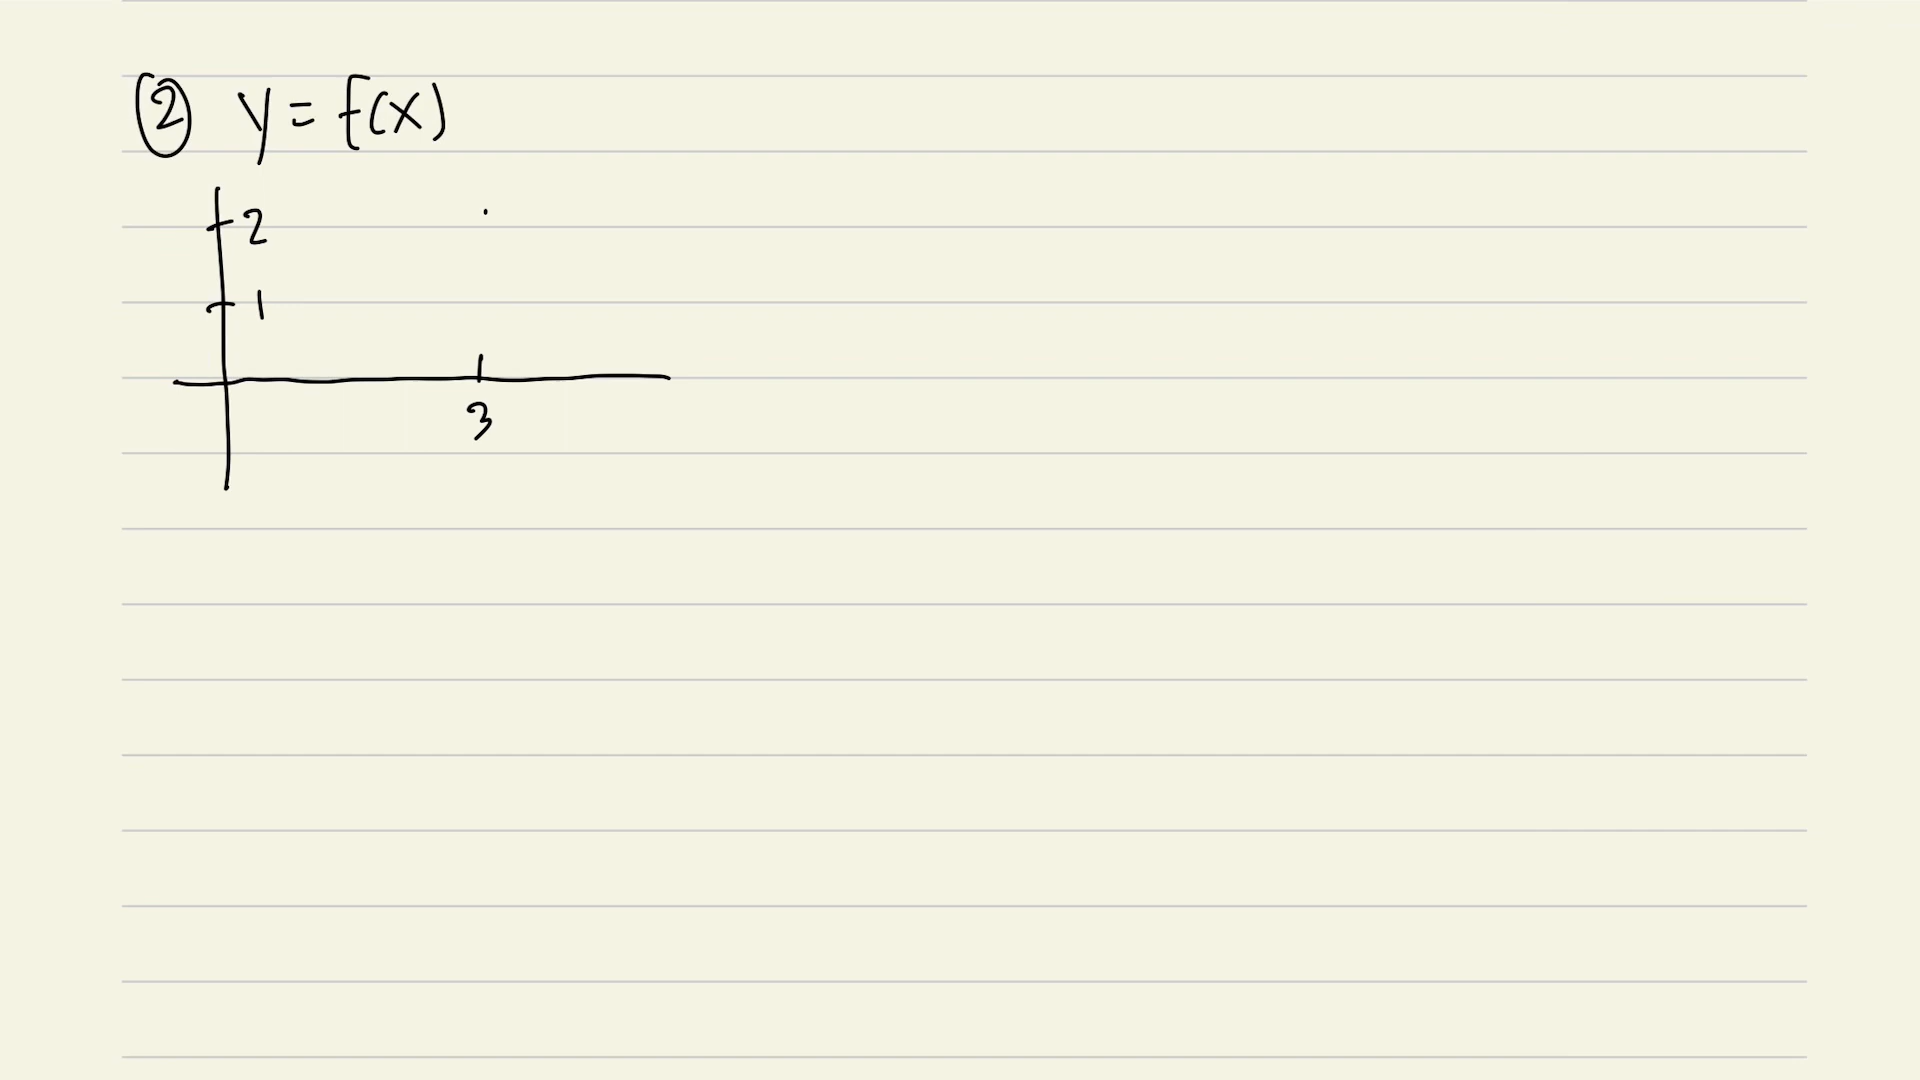 ② y = f(x)
2
1
3